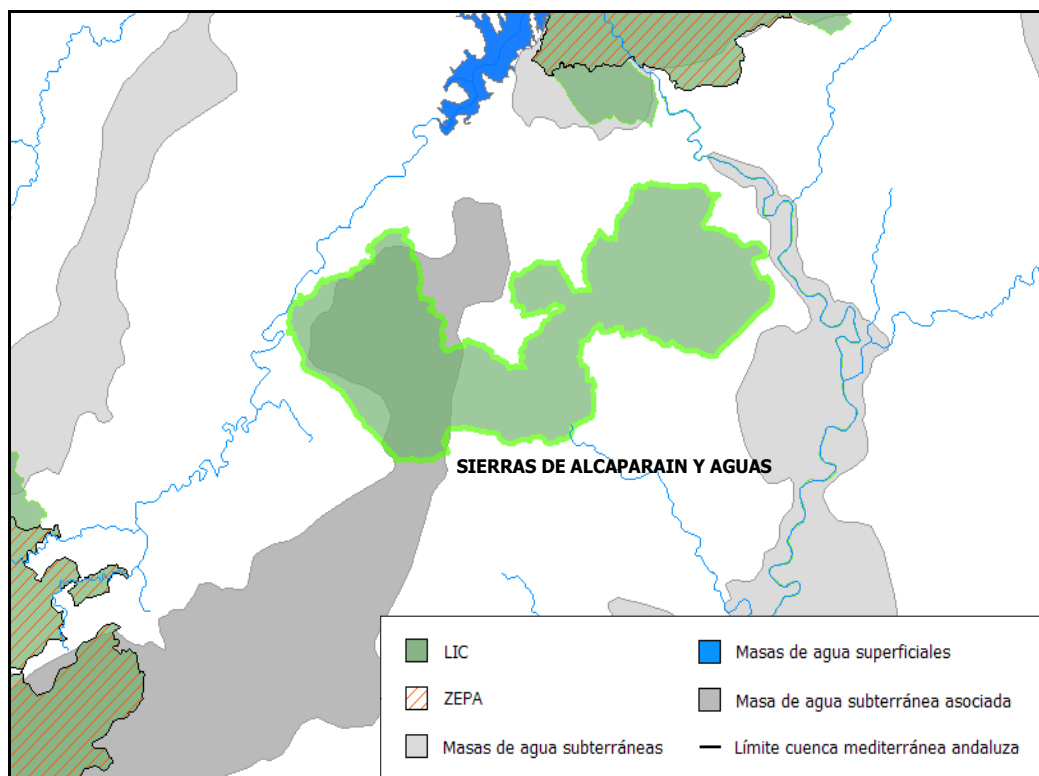 SIERRAS DE ALCAPARAIN Y AGUAS
LIC
ZEPA
Masas de agua subterráneas
Masas de agua superficiales
Masa de agua subterránea asociada
Límite cuenca mediterránea andaluza